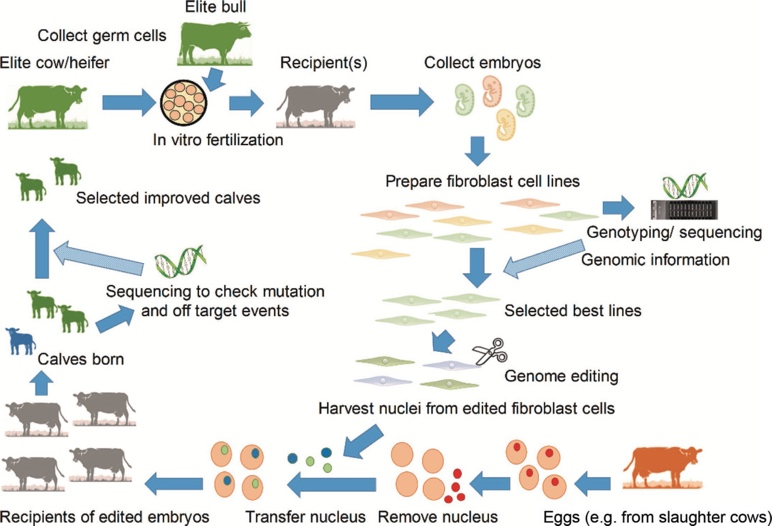 Elite bull
Collect germ cells
Elite cow/heifer
Recipient(s)
Collect embryos
In vitro fertilization
Prepare fibroblast cell lines
Selected improved calves
Genotyping/ sequencing
Genomic information
Sequencing to check mutation
and off target events
Selected best lines
Calves born
Genome editing
Harvest nuclei from edited fibroblast cells
Recipients of edited embryos
Transfer nucleus
Remove nucleus
Eggs (e.g. from slaughter cows)